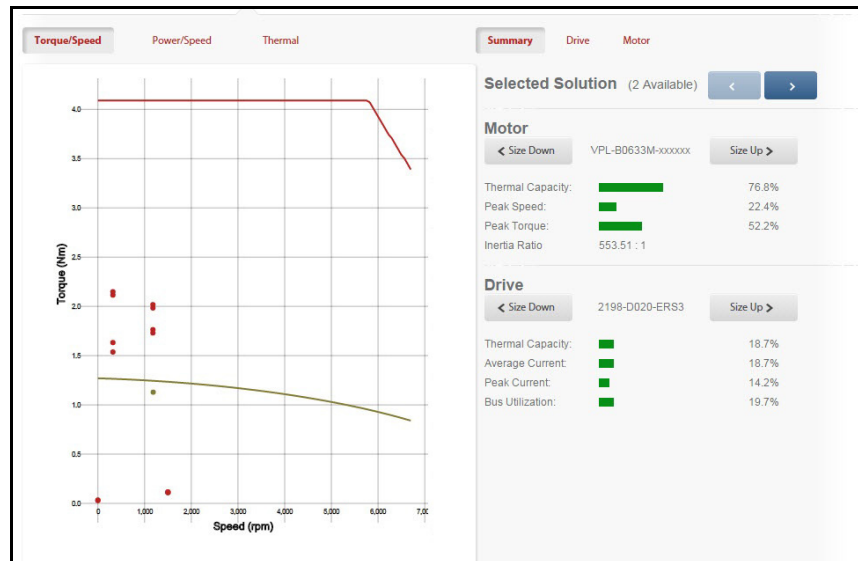 Torque/Speed Power/Speed Thermal
Summary Drive Motor
Selected Solution (2 Available) < >
Motor
< Size Down VPL-B0633M-xxxxxx Size Up >
Thermal Capacity: 76.8%
Peak Speed: 22.4%
Peak Torque: 52.2%
Inertia Ratio 553.51 : 1
Drive
< Size Down 2198-D020-ERS3 Size Up >
Thermal Capacity: 18.7%
Average Current: 18.7%
Peak Current: 14.2%
Bus Utilization: 19.7%
Torque (Nm)
4.0
3.5
3.0
2.5
2.0
1.5
1.0
0.5
0.0
0 1,000 2,000 3,000 4,000 5,000 6,000 7,00
Speed (rpm)